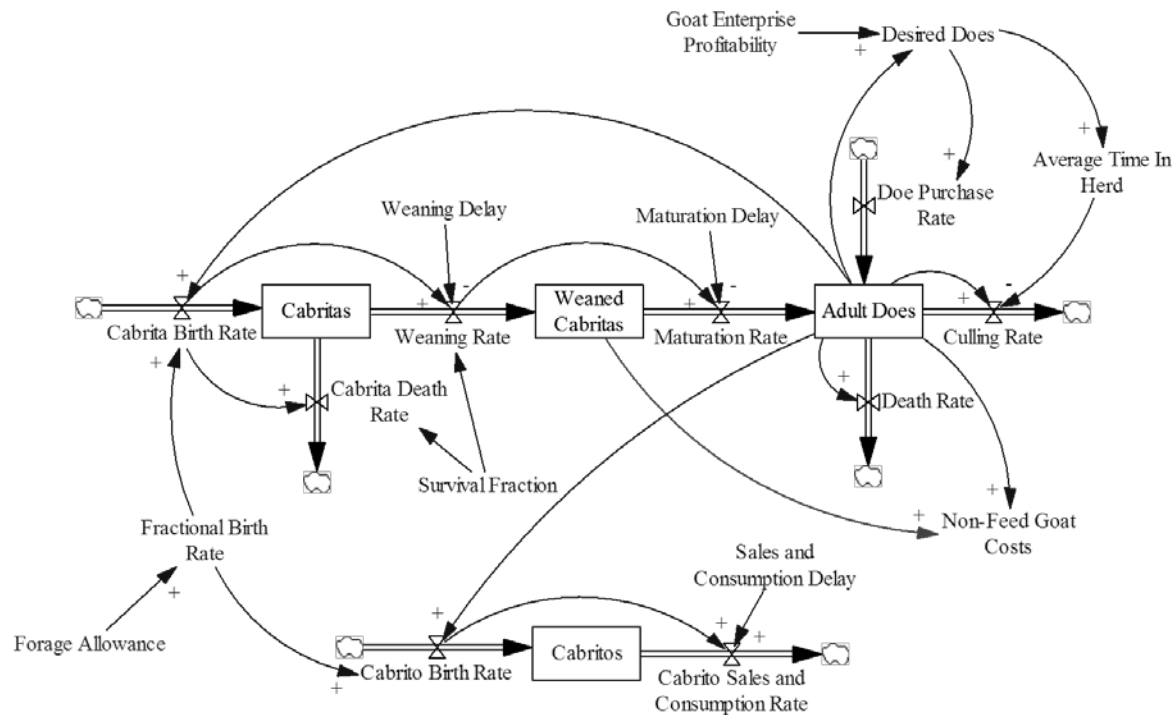 Goat Enterprise
Profitability
+
Desired Does
+
+
Average Time In
Herd
Doe Purchase
Rate
Weaning Delay
Maturation Delay
+
-
-
-
+
+
+
Cabritas
Weaned
Cabritas
Adult Does
Cabrita Birth Rate
Weaning Rate
Maturation Rate
Culling Rate
+
+
+
Cabrita Death
Rate
Death Rate
Survival Fraction
+
+
Fractional Birth
Rate
Non-Feed Goat
Costs
Sales and
Consumption Delay
+
Forage Allowance
+
+
+
Cabritos
Cabrito Birth Rate
+
Cabrito Sales and
Consumption Rate